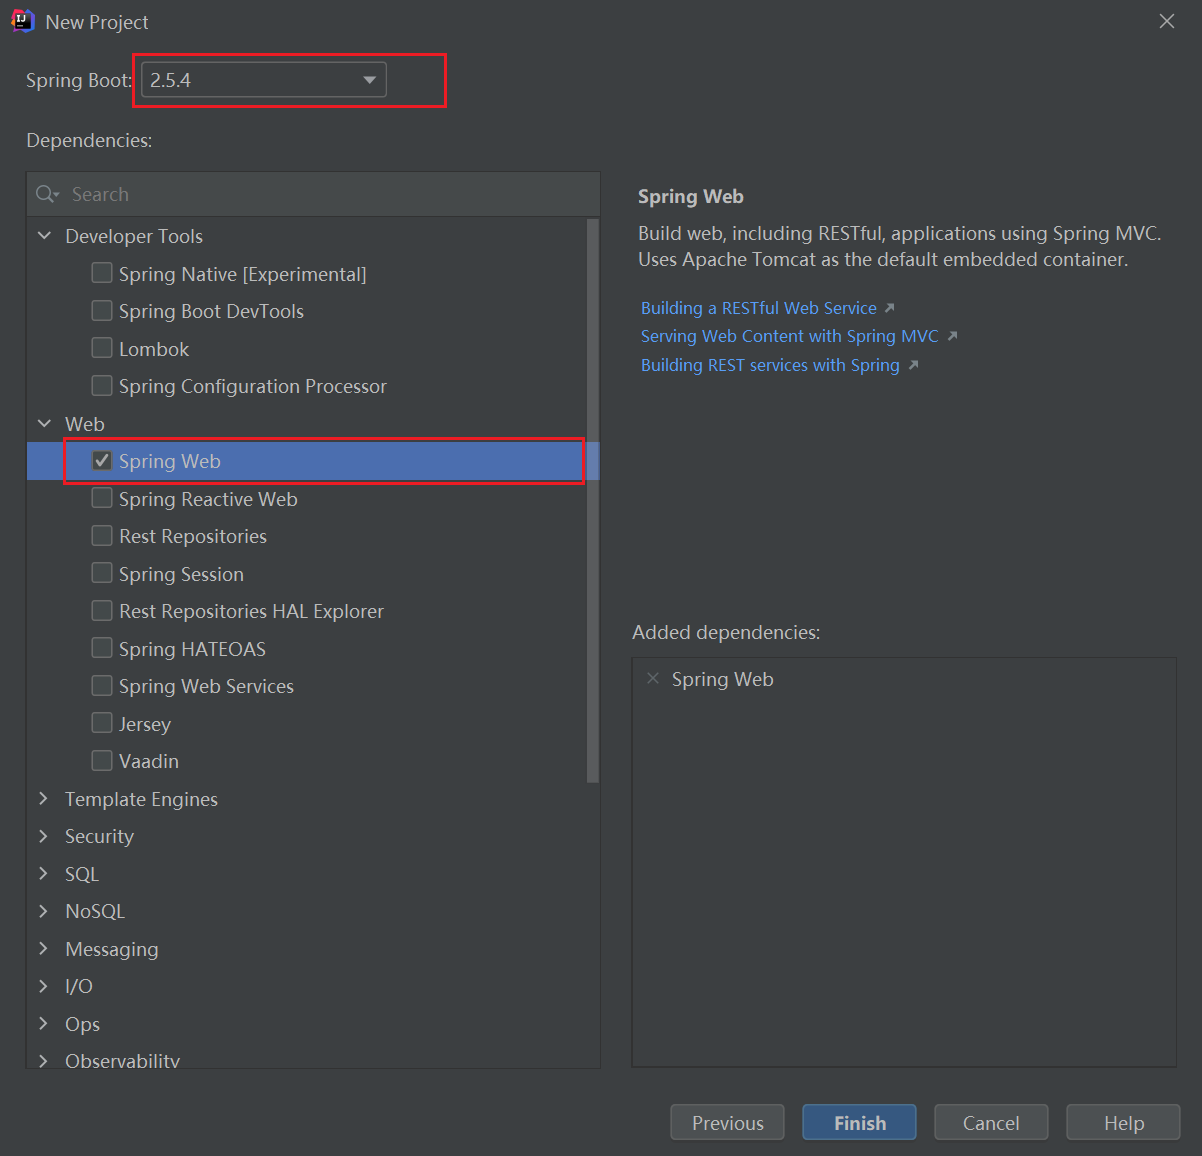 New Project
Spring Boot: 2.5.4
Dependencies:
Search
Developer Tools
Spring Native [Experimental]
Spring Boot DevTools
Lombok
Spring Configuration Processor
Web
Spring Web
Spring Reactive Web
Rest Repositories
Spring Session
Rest Repositories HAL Explorer
Spring HATEOAS
Spring Web Services
Jersey
Vaadin
Template Engines
Security
SQL
NoSQL
Messaging
I/O
Ops
Observability
Spring Web
Build web, including RESTful, applications using Spring MVC.
Uses Apache Tomcat as the default embedded container.
Building a RESTful Web Service
Serving Web Content with Spring MVC
Building REST services with Spring
Added dependencies:
Spring Web
Previous
Finish
Cancel
Help